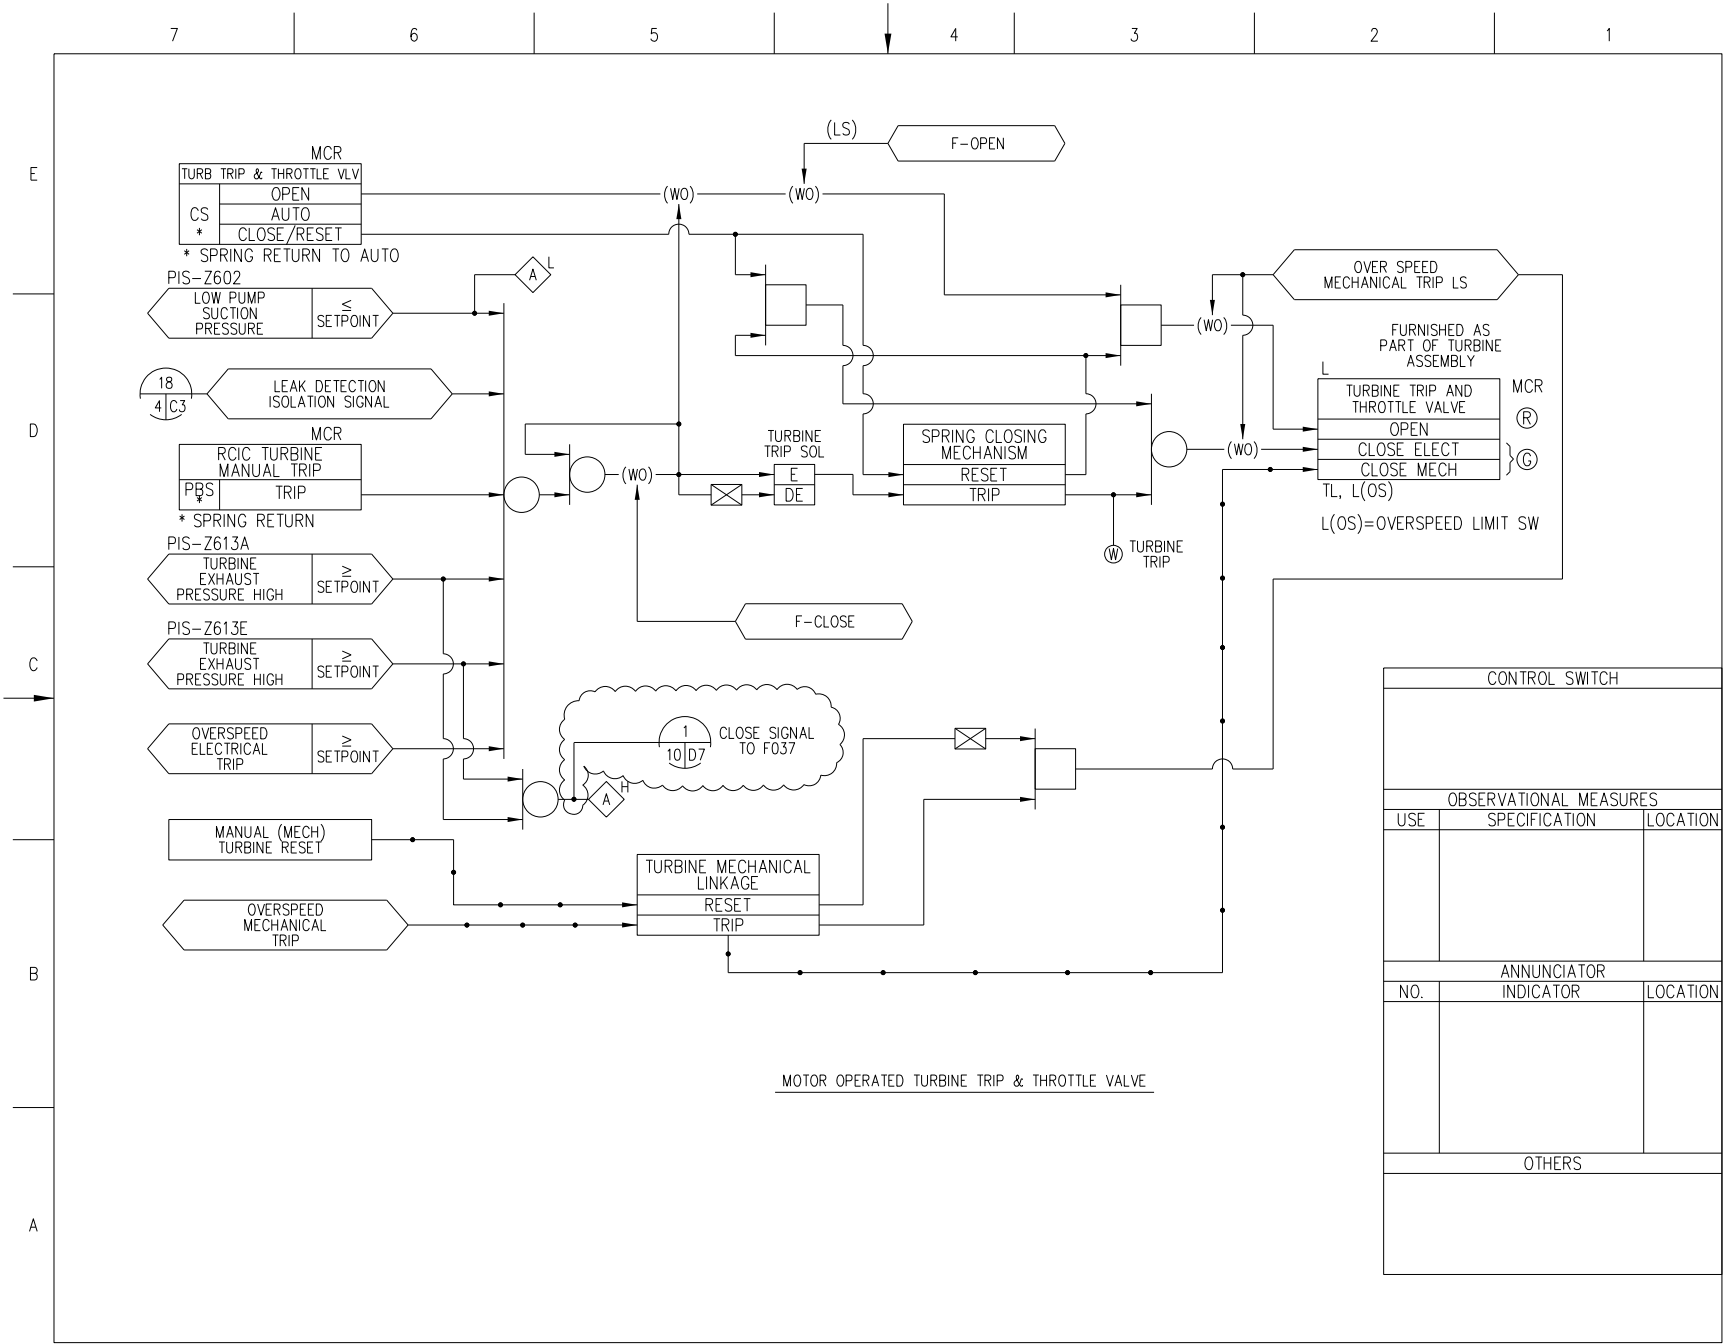 7 6 5 4 3 2 1
E
D
C
B
A
MCR
TURB TRIP & THROTTLE VLV
OPEN
CS
AUTO
*
CLOSE/RESET
* SPRING RETURN TO AUTO
(LS)
F-OPEN
(WO)
(WO)
PIS-Z602
LOW PUMP
SUCTION
PRESSURE
≤
SETPOINT
A
L
18
4 C3
LEAK DETECTION
ISOLATION SIGNAL
MCR
RCIC TURBINE
MANUAL TRIP
PBS
*
TRIP
* SPRING RETURN
PIS-Z613A
TURBINE
EXHAUST
PRESSURE HIGH
≥
SETPOINT
PIS-Z613E
TURBINE
EXHAUST
PRESSURE HIGH
≥
SETPOINT
OVERSPEED
ELECTRICAL
TRIP
≥
SETPOINT
MANUAL (MECH)
TURBINE RESET
OVERSPEED
MECHANICAL
TRIP
(WO)
F-CLOSE
TURBINE
TRIP SOL
E
DE
SPRING CLOSING
MECHANISM
RESET
TRIP
W
TURBINE
TRIP
1
10 D7
CLOSE SIGNAL
TO F037
A
H
TURBINE MECHANICAL
LINKAGE
RESET
TRIP
OVER SPEED
MECHANICAL TRIP LS
(WO)
(WO)
FURNISHED AS
PART OF TURBINE
ASSEMBLY
L
TURBINE TRIP AND
THROTTLE VALVE
OPEN
CLOSE ELECT
CLOSE MECH
MCR
R
G
TL, L(OS)
L(OS)=OVERSPEED LIMIT SW
MOTOR OPERATED TURBINE TRIP & THROTTLE VALVE
CONTROL SWITCH
OBSERVATIONAL MEASURES
USE SPECIFICATION LOCATION
ANNUNCIATOR
NO. INDICATOR LOCATION
OTHERS